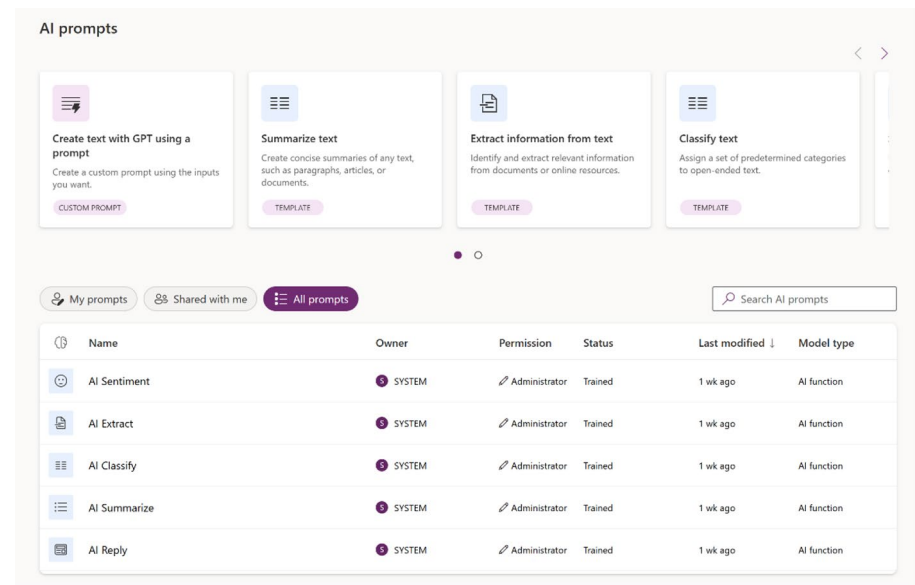 AI prompts
Create text with GPT using a
prompt
Create a custom prompt using the inputs
you want.
CUSTOM PROMPT
Summarize text
Create concise summaries of any text,
such as paragraphs, articles, or
documents.
TEMPLATE
Extract information from text
Identify and extract relevant information
from documents or online resources.
TEMPLATE
Classify text
Assign a set of predetermined categories
to open-ended text.
TEMPLATE
My prompts Shared with me All prompts Search AI prompts
Name Owner Permission Status Last modified ↓ Model type
AI Sentiment S SYSTEM Administrator Trained 1 wk ago AI function
AI Extract S SYSTEM Administrator Trained 1 wk ago AI function
AI Classify S SYSTEM Administrator Trained 1 wk ago AI function
AI Summarize S SYSTEM Administrator Trained 1 wk ago AI function
AI Reply S SYSTEM Administrator Trained 1 wk ago AI function